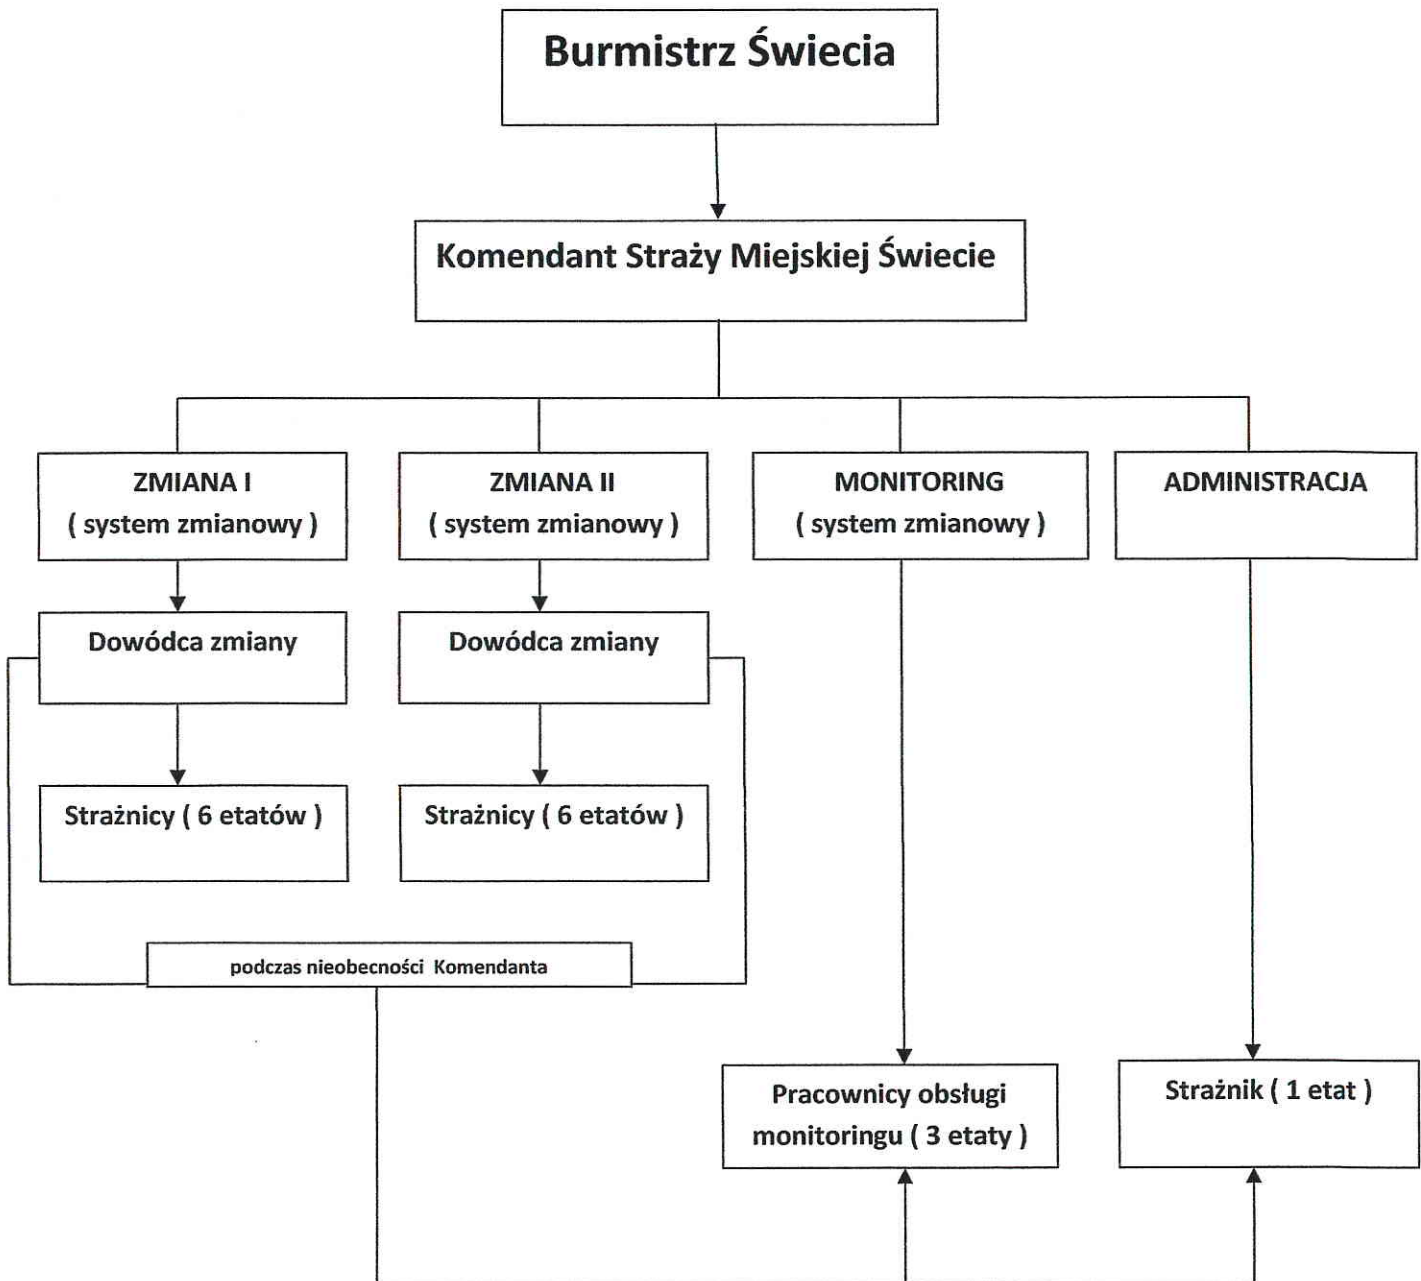 Burmistrz Świecia
Komendant Straży Miejskiej Świecie
ZMIANA I
( system zmianowy )
ZMIANA II
( system zmianowy )
MONITORING
( system zmianowy )
ADMINISTRACJA
Dowódca zmiany
Dowódca zmiany
Strażnicy ( 6 etatów )
Strażnicy ( 6 etatów )
podczas nieobecności Komendanta
Pracownicy obsługi
monitoringu ( 3 etaty )
Strażnik ( 1 etat )